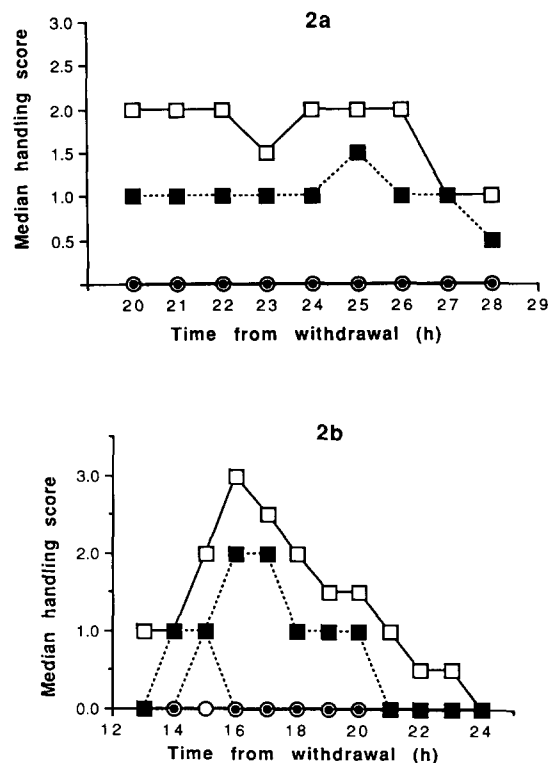 2a
3.0
2.5
2.0
1.5
1.0
0.5
Median handling score
20 21 22 23 24 25 26 27 28 29
Time from withdrawal (h)
2b
3.0
2.0
1.0
0.0
Median handling score
12 14 16 18 20 22 24
Time from withdrawal (h)